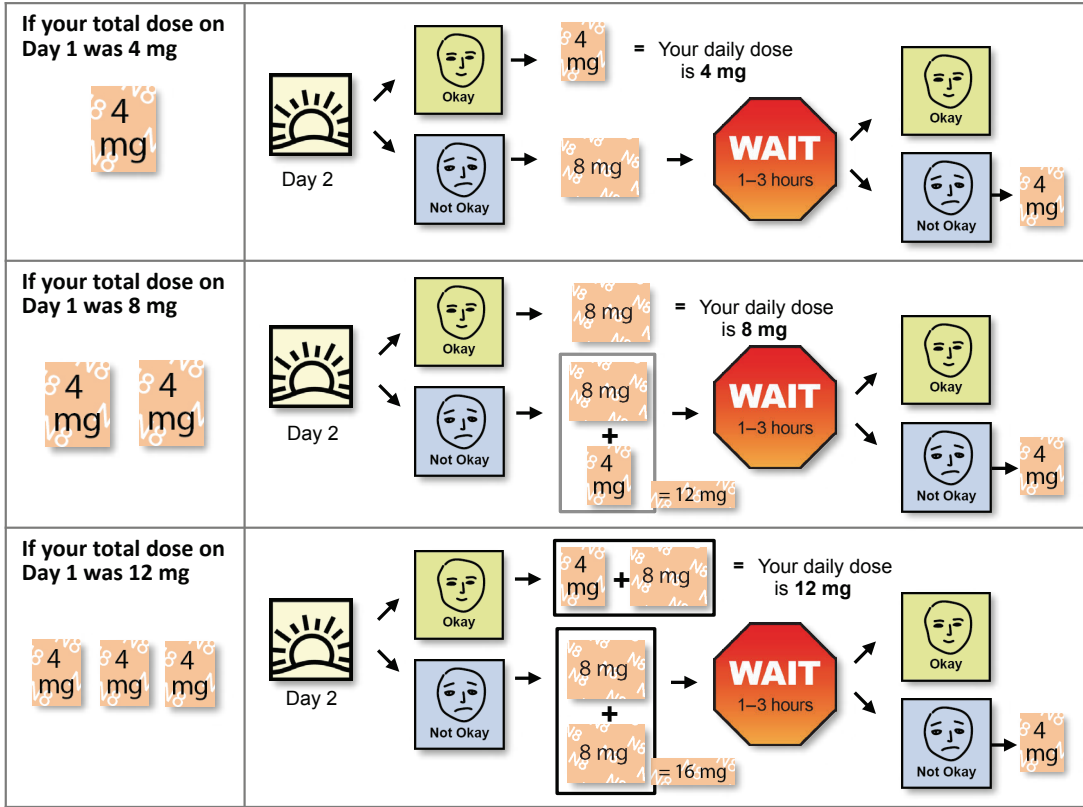 If your total dose on
Day 1 was 4 mg
4
mg
Day 2
Okay
4
mg
= Your daily dose
is 4 mg
Not Okay
8 mg
WAIT
1–3 hours
Okay
Not Okay
4
mg
If your total dose on
Day 1 was 8 mg
4
mg
4
mg
Day 2
Okay
8 mg
= Your daily dose
is 8 mg
Not Okay
8 mg
+
4
mg
= 12 mg
WAIT
1–3 hours
Okay
Not Okay
4
mg
If your total dose on
Day 1 was 12 mg
4
mg
4
mg
4
mg
Day 2
Okay
4
mg
+
8 mg
= Your daily dose
is 12 mg
Not Okay
8 mg
+
8 mg
= 16 mg
WAIT
1–3 hours
Okay
Not Okay
4
mg